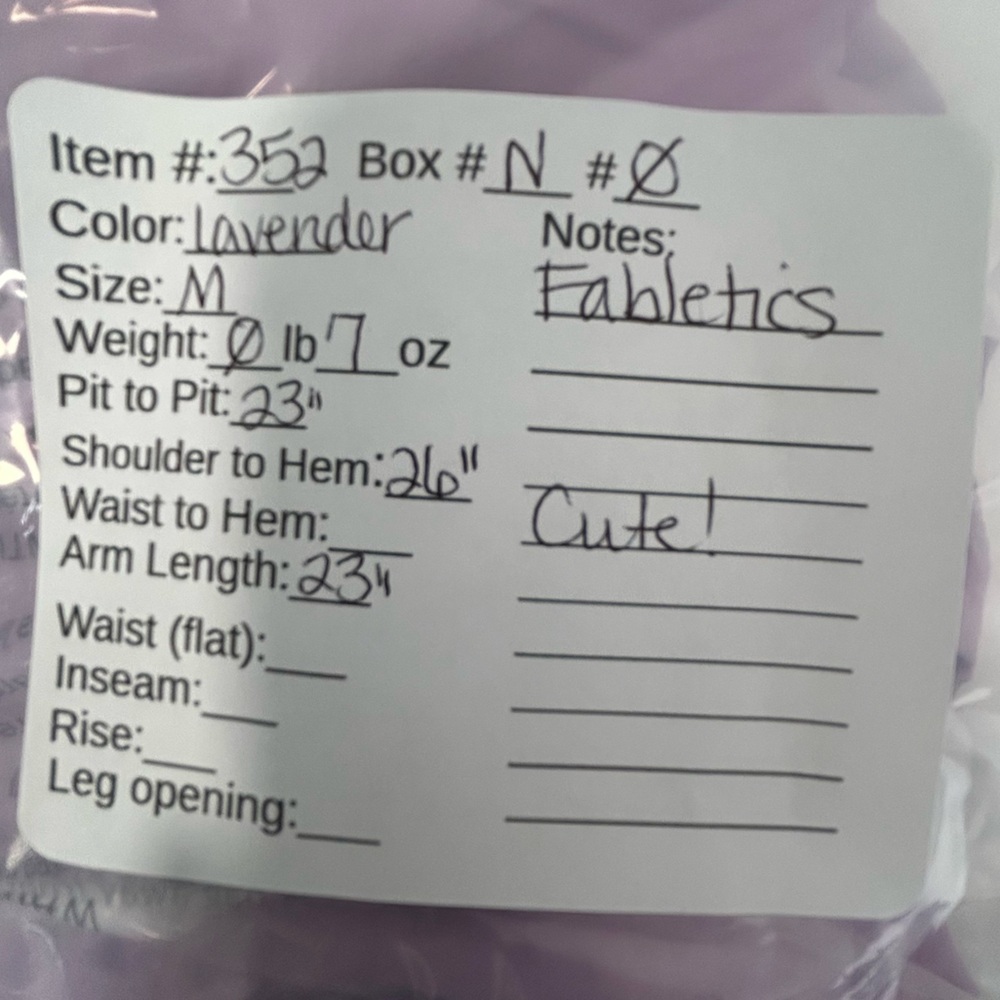 Item #: 352 Box # N # Ø
Color: lavender
Notes:
Size: M
Fabletics
Weight: Ø lb 7 oz
Pit to Pit: 23"
Shoulder to Hem: 26"
Waist to Hem:
Cute!
Arm Length: 23"
Waist (flat):
Inseam:
Rise:
Leg opening: